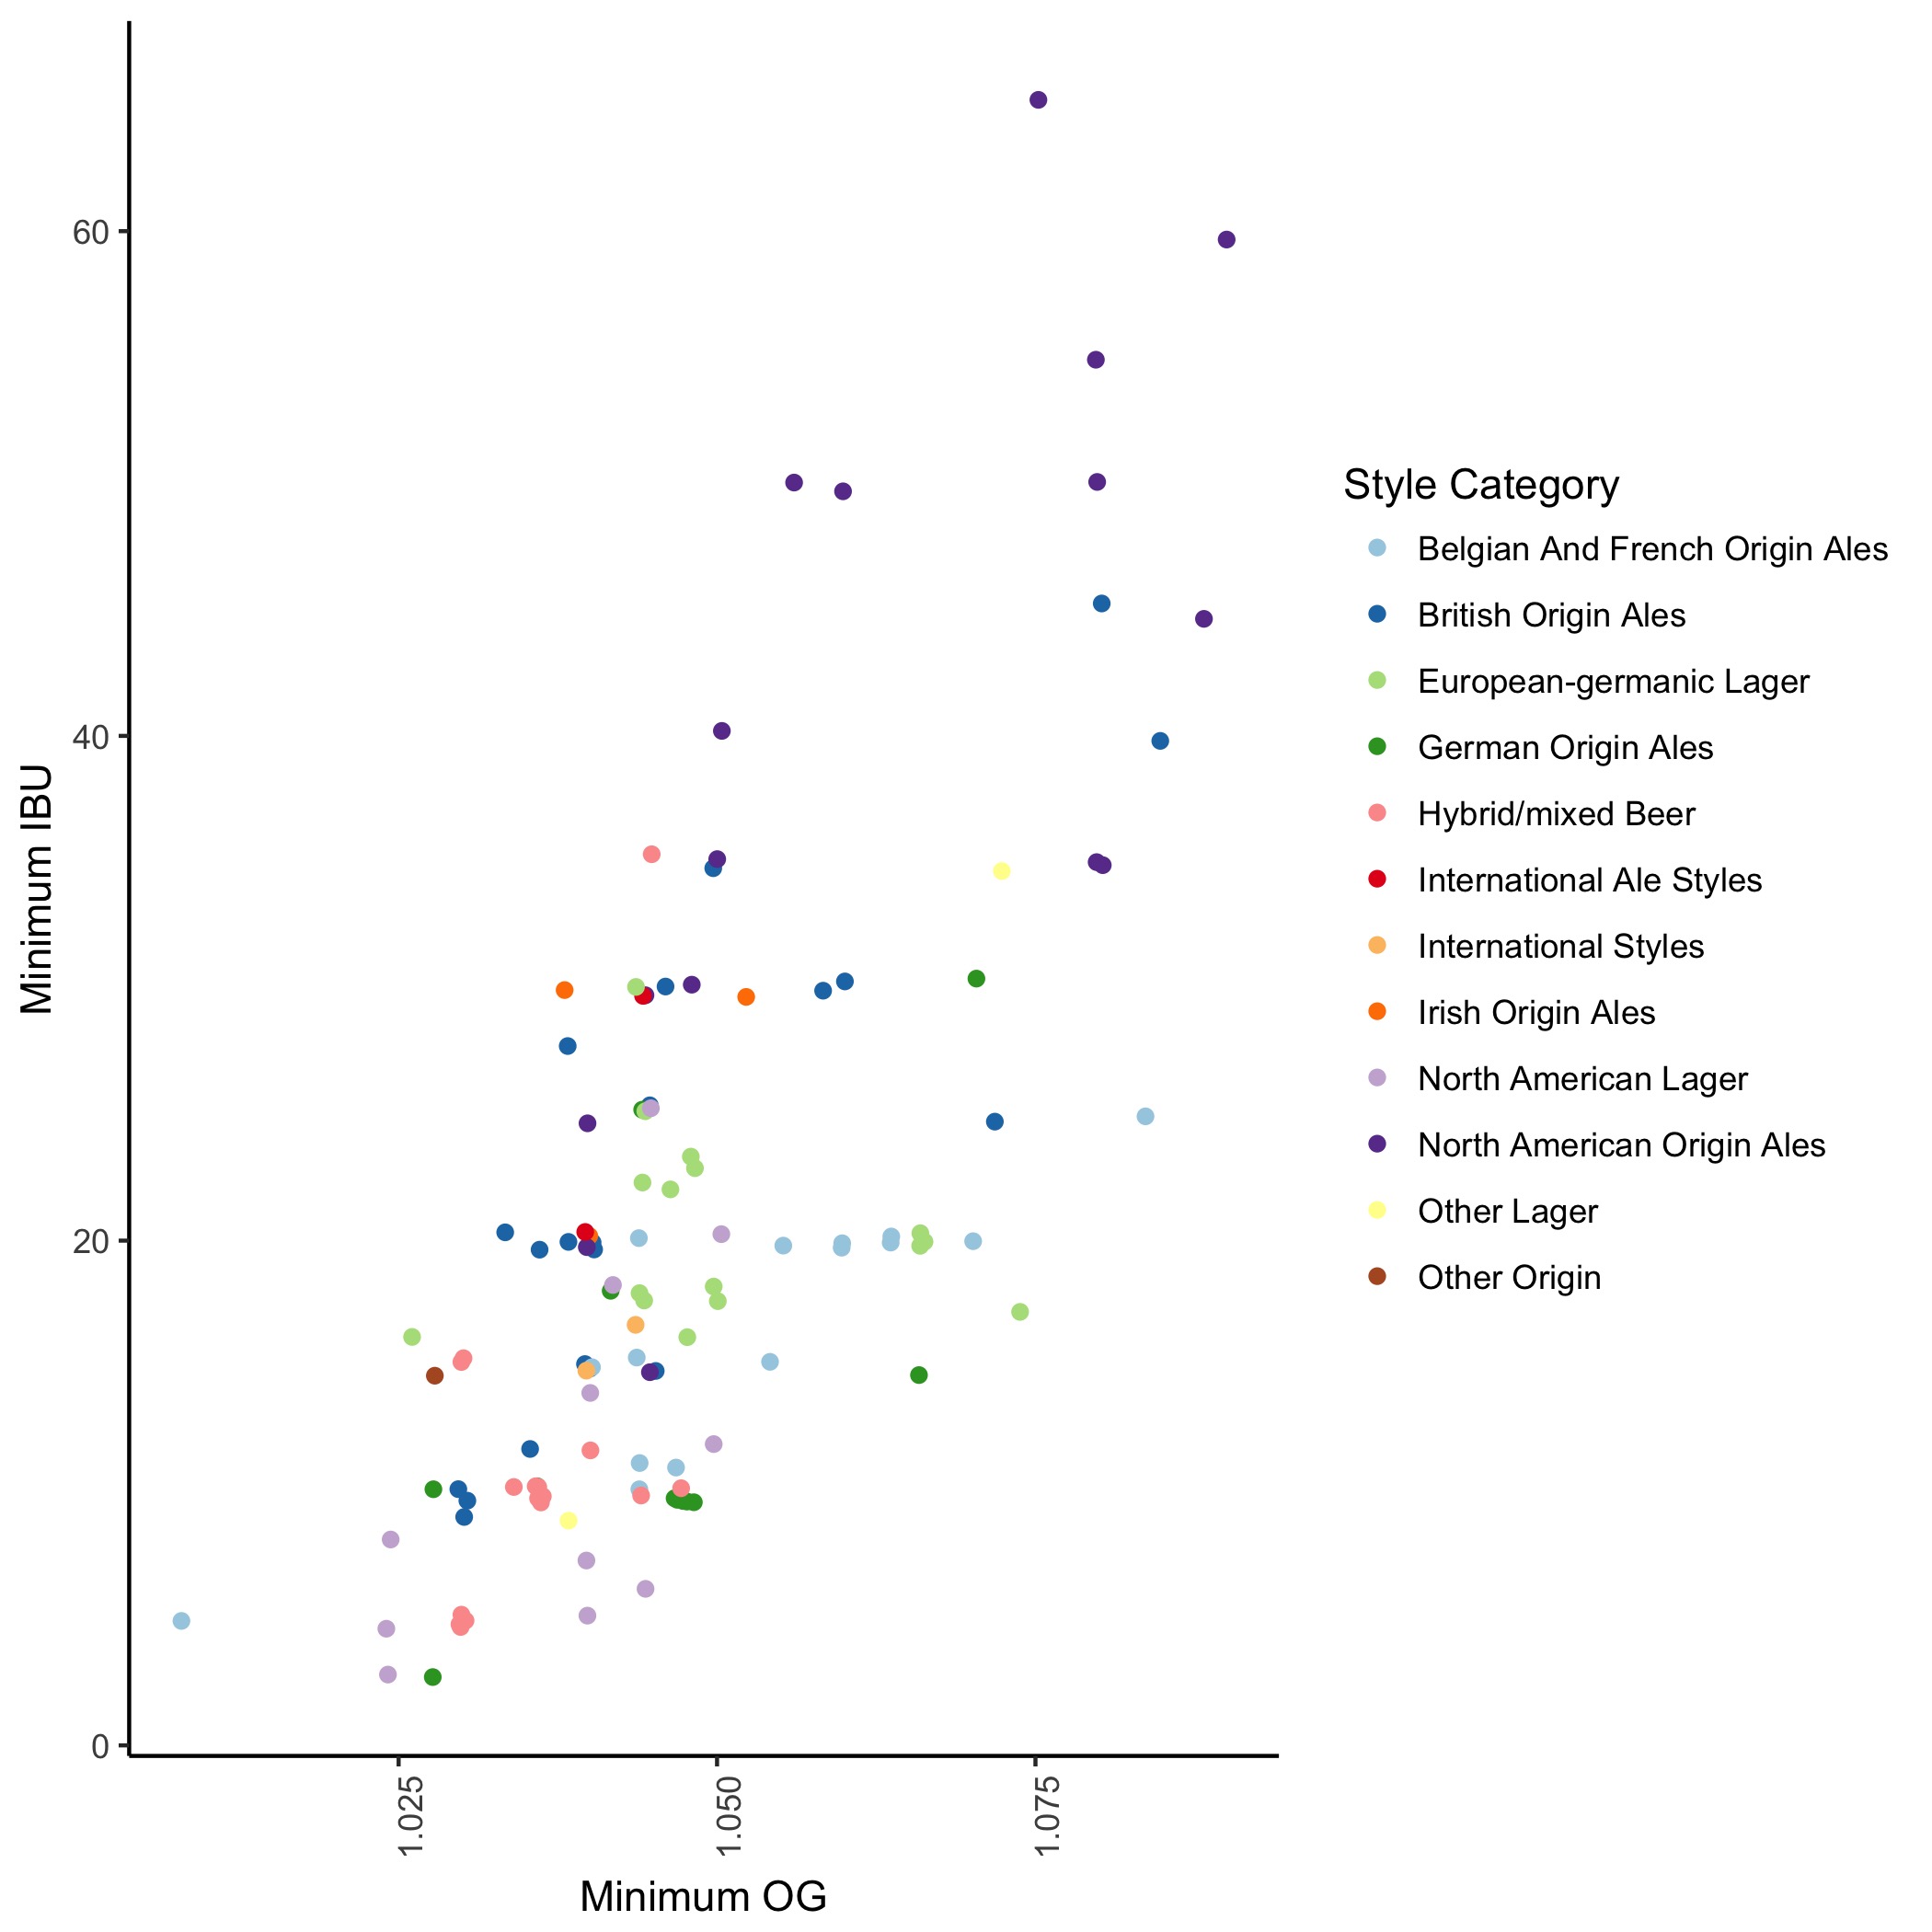 60
40
20
0
Minimum IBU
1.025
1.050
1.075
Minimum OG
Style Category
Belgian And French Origin Ales
British Origin Ales
European-germanic Lager
German Origin Ales
Hybrid/mixed Beer
International Ale Styles
International Styles
Irish Origin Ales
North American Lager
North American Origin Ales
Other Lager
Other Origin